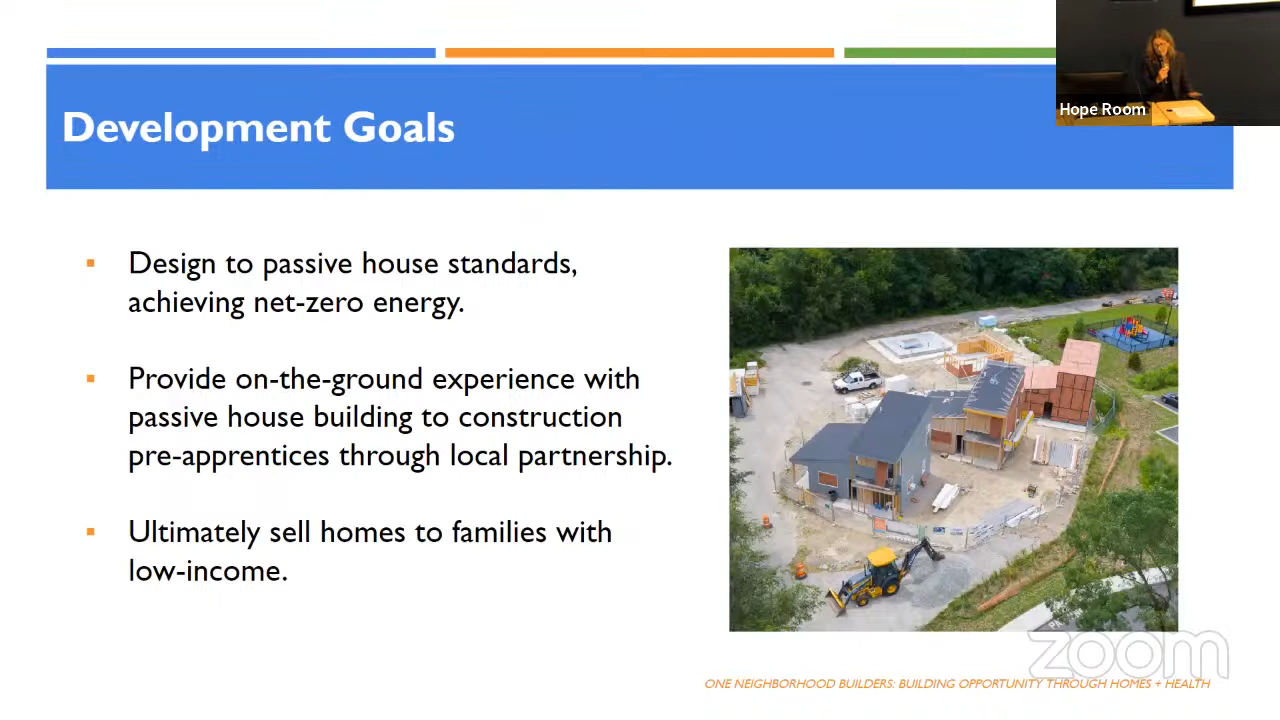 Hope Room
Development Goals
Design to passive house standards,
achieving net-zero energy.
Provide on-the-ground experience with
passive house building to construction
pre-apprentices through local partnership.
Ultimately sell homes to families with
low-income.
zoom
ONE NEIGHBORHOOD BUILDERS: BUILDING OPPORTUNITY THROUGH HOMES + HEALTH